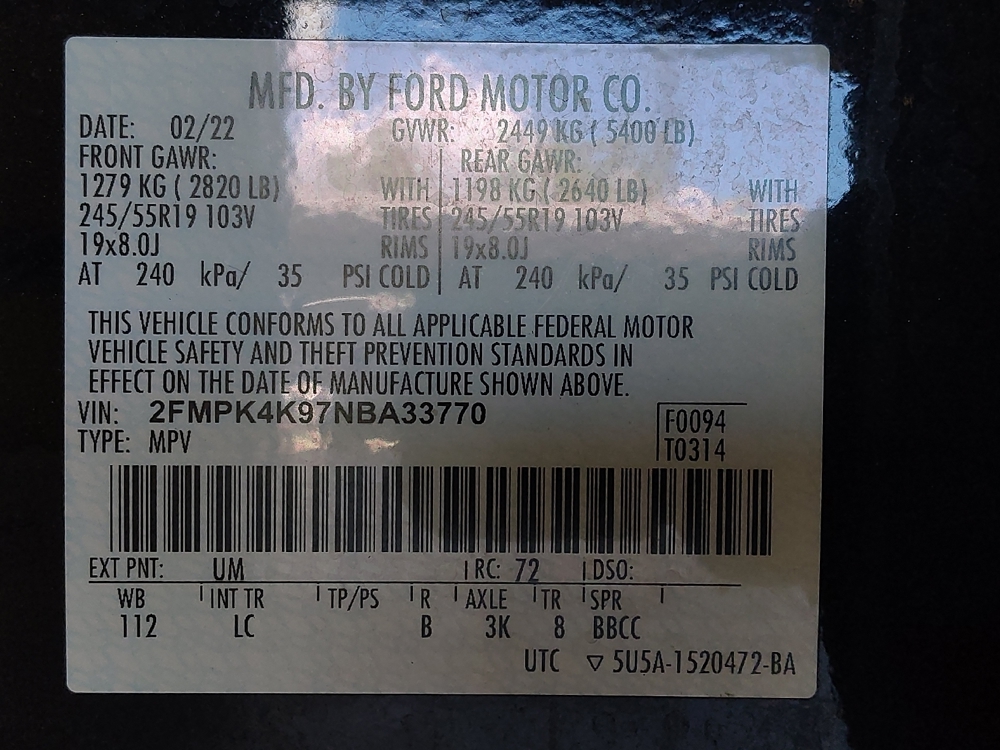 MFD. BY FORD MOTOR CO.
DATE: 02/22 GVWR: 2449 KG ( 5400 LB)
FRONT GAWR: REAR GAWR:
1279 KG ( 2820 LB) WITH 1198 KG ( 2640 LB) WITH
245/55R19 103V TIRES 245/55R19 103V TIRES
19x8.0J RIMS 19x8.0J RIMS
AT 240 kPa/ 35 PSI COLD AT 240 kPa/ 35 PSI COLD
THIS VEHICLE CONFORMS TO ALL APPLICABLE FEDERAL MOTOR
VEHICLE SAFETY AND THEFT PREVENTION STANDARDS IN
EFFECT ON THE DATE OF MANUFACTURE SHOWN ABOVE.
VIN: 2FMPK4K97NBA33770
F0094
TYPE: MPV
T0314
EXT PNT: UM RC: 72 DSO:
WB INT TR TP/PS R AXLE TR SPR
112 LC B 3K 8 BBCC
UTC ▽ 5U5A-1520472-BA